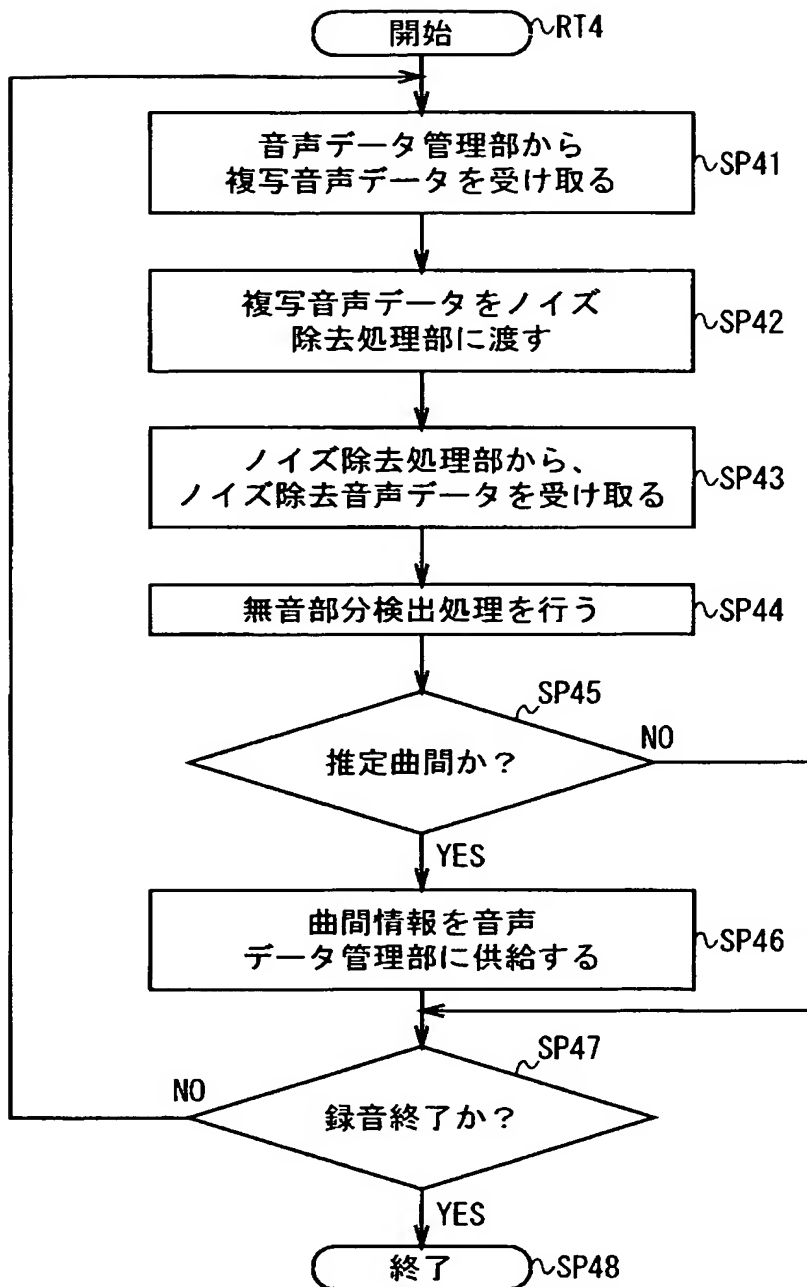 開始
RT4
音声データ管理部から
複写音声データを受け取る
SP41
複写音声データをノイズ
除去処理部に渡す
SP42
ノイズ除去処理部から、
ノイズ除去音声データを受け取る
SP43
無音部分検出処理を行う
SP44
SP45
推定曲間か?
NO
YES
曲間情報を音声
データ管理部に供給する
SP46
SP47
NO
録音終了か?
YES
終了
SP48